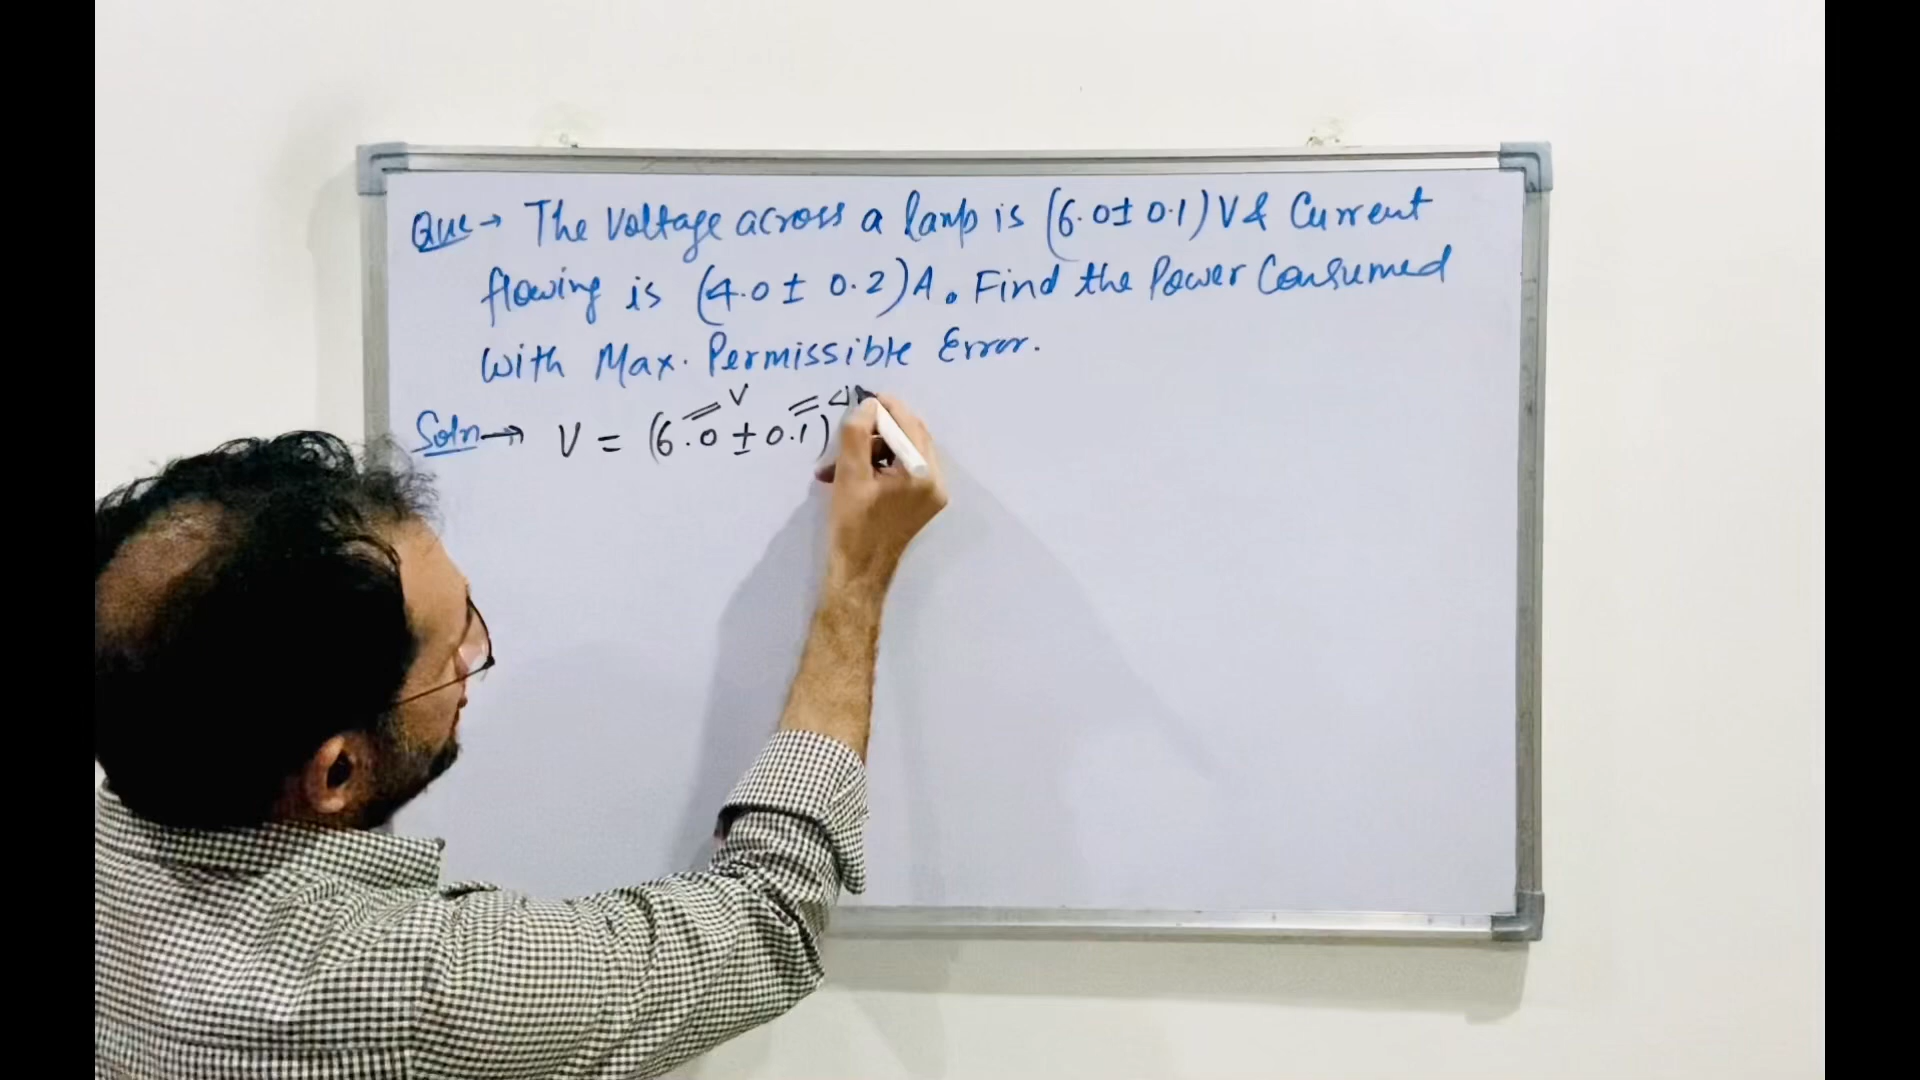 Que → The Voltage across a lamp is (6.0 ± 0.1) V & Current
flowing is (4.0 ± 0.2) A. Find the Power Consumed
with Max. Permissible Error.
V
Soln → V = (6.0 ± 0.1)